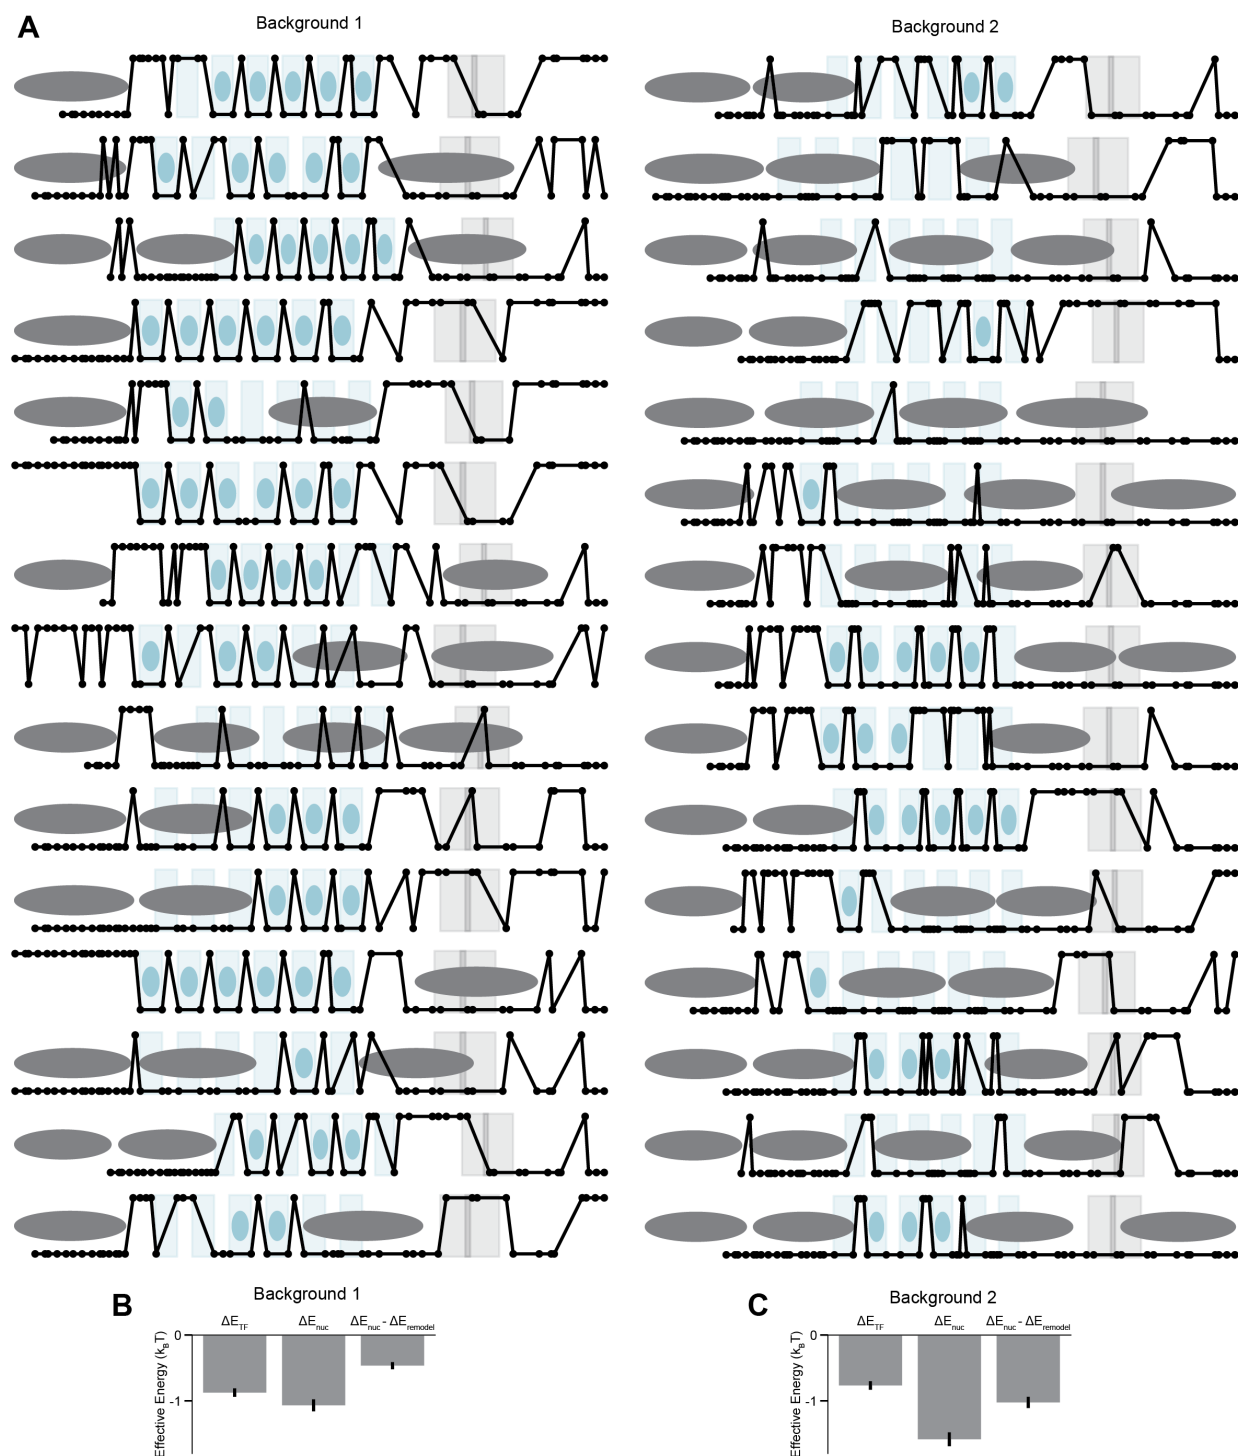 A
Background 1
Background 2
B
Background 1
ΔE_TF
ΔE_nuc
ΔE_nuc - ΔE_remodel
0
-1
Effective Energy (k_BT)
C
Background 2
ΔE_TF
ΔE_nuc
ΔE_nuc - ΔE_remodel
0
-1
Effective Energy (k_BT)